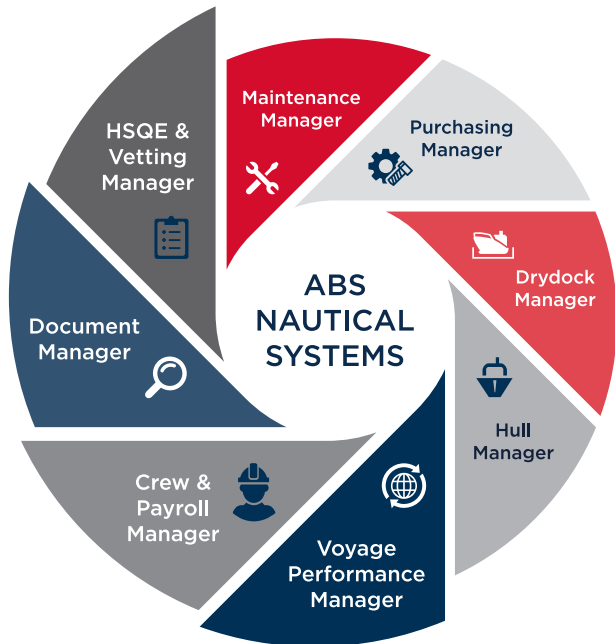 ABS
NAUTICAL
SYSTEMS
Maintenance
Manager
Purchasing
Manager
Drydock
Manager
Hull
Manager
Voyage
Performance
Manager
Crew &
Payroll
Manager
Document
Manager
HSQE &
Vetting
Manager